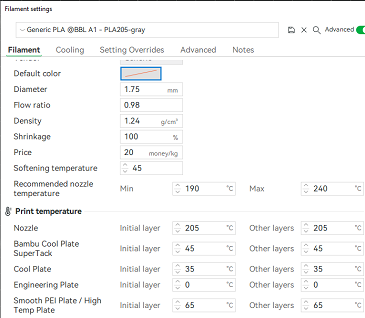 Filament settings
Generic PLA @BBL A1 - PLA205-gray
Advanced
Filament Cooling Setting Overrides Advanced Notes
Default color
Diameter 1.75 mm
Flow ratio 0.98
Density 1.24 g/cm³
Shrinkage 100 %
Price 20 money/kg
Softening temperature 45
Recommended nozzle temperature Min 190 °C Max 240 °C
Print temperature
Nozzle Initial layer 205 °C Other layers 205 °C
Bambu Cool Plate SuperTack Initial layer 45 °C Other layers 45 °C
Cool Plate Initial layer 35 °C Other layers 35 °C
Engineering Plate Initial layer 0 °C Other layers 0 °C
Smooth PEI Plate / High Temp Plate Initial layer 65 °C Other layers 65 °C